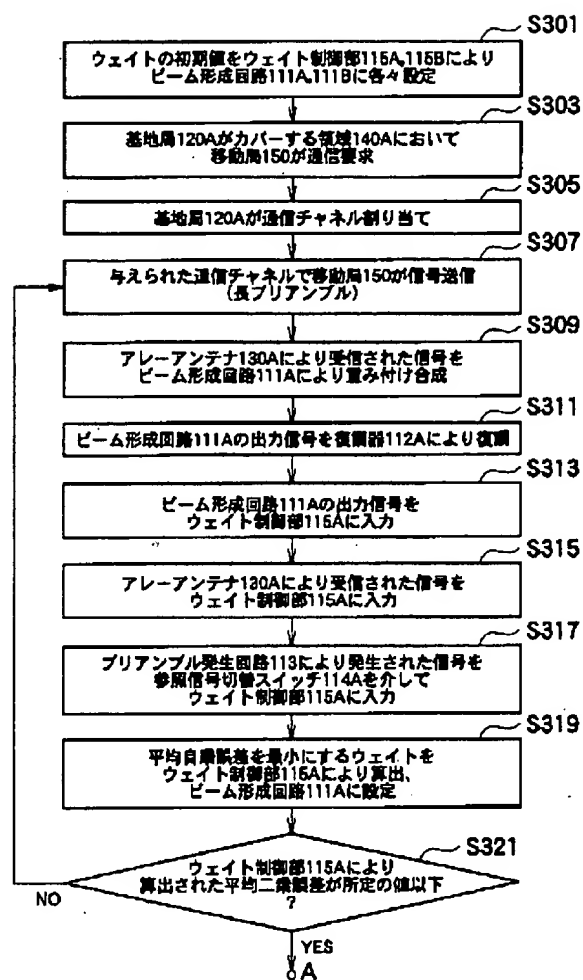 S301
ウェイトの初期値をウェイト制御部115A,115Bにより
ビーム形成回路111A,111Bに各々設定
S303
基地局120Aがカバーする領域140Aにおいて
移動局150が通信要求
S305
基地局120Aが通信チャネル割り当て
S307
与えられた通信チャネルで移動局150が信号送信
(長プリアンブル)
S309
アレーアンテナ130Aにより受信された信号を
ビーム形成回路111Aにより重み付け合成
S311
ビーム形成回路111Aの出力信号を復調器112Aにより復調
S313
ビーム形成回路111Aの出力信号を
ウェイト制御部115Aに入力
S315
アレーアンテナ130Aにより受信された信号を
ウェイト制御部115Aに入力
S317
プリアンブル発生回路113により発生された信号を
参照信号切替スイッチ114Aを介して
ウェイト制御部115Aに入力
S319
平均自乗誤差を最小にするウェイトを
ウェイト制御部115Aにより算出、
ビーム形成回路111Aに設定
S321
ウェイト制御部115Aにより
算出された平均二乗誤差が所定の値以下
?
NO
YES
A